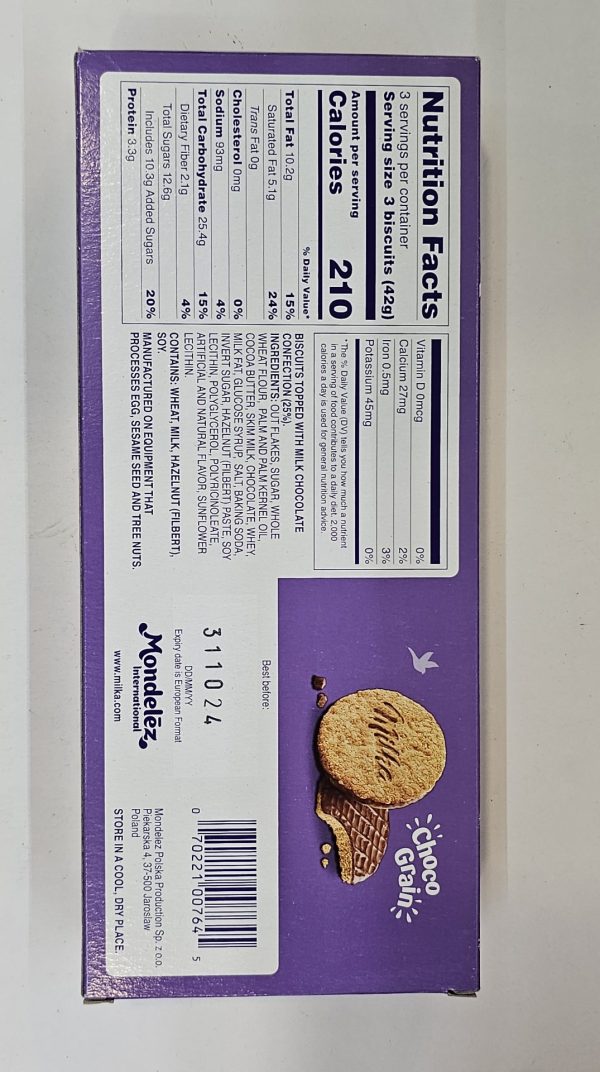 Nutrition Facts
3 servings per container
Serving size 3 biscuits (42g)
Amount per serving
Calories 210
% Daily Value*
Total Fat 10.2g 15%
Saturated Fat 5.1g 24%
Trans Fat 0g
Cholesterol 0mg 0%
Sodium 93mg 4%
Total Carbohydrate 25.4g 15%
Dietary Fiber 2.1g 4%
Total Sugars 12.6g
Includes 10.3g Added Sugars 20%
Protein 3.3g
Vitamin D 0mcg 0%
Calcium 27mg 2%
Iron 0.5mg 3%
Potassium 45mg 0%
*The % Daily Value (DV) tells you how much a nutrient
in a serving of food contributes to a daily diet. 2,000
calories a day is used for general nutrition advice.
BISCUITS TOPPED WITH MILK CHOCOLATE
CONFECTION (25%).
INGREDIENTS: OUT FLAKES, SUGAR, WHOLE
WHEAT FLOUR, PALM AND PALM KERNEL OIL,
COCOA BUTTER, SKIM MILK, CHOCOLATE, WHEY,
MILK FAT, GLUCOSE SYRUP, SALT, BAKING SODA,
INVERT SUGAR, HAZELNUT (FILBERT) PASTE, SOY
LECITHIN, POLYGLYCEROL, POLYRICINOLEATE,
ARTIFICIAL AND NATURAL FLAVOR, SUNFLOWER
LECITHIN.
CONTAINS: WHEAT, MILK, HAZELNUT (FILBERT),
SOY.
MANUFACTURED ON EQUIPMENT THAT
PROCESSES EGG, SESAME SEED AND TREE NUTS.
Milka
Choco
Grain
Best before:
311024
DD/MM/YY
Expiry date is European Format
Mondelēz
International
www.milka.com
0 70221 00764 5
Mondelez Polska Production Sp. z o.o.
Piekarska 4, 37-500 Jaroslaw
Poland
STORE IN A COOL, DRY PLACE.